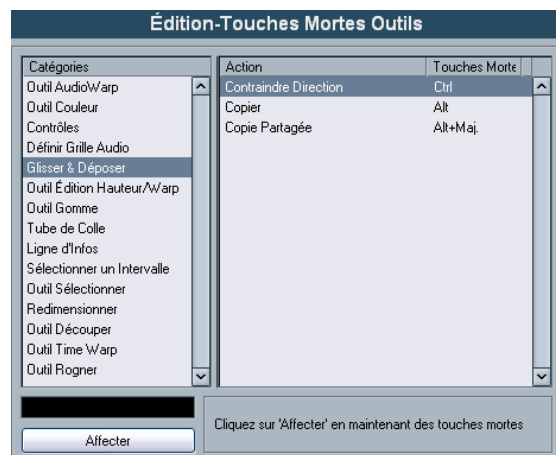 Édition-Touches Mortes Outils
Catégories
Outil AudioWarp
Outil Couleur
Contrôles
Définir Grille Audio
Glisser & Déposer
Outil Édition Hauteur/Warp
Outil Gomme
Tube de Colle
Ligne d'Infos
Sélectionner un Intervalle
Outil Sélectionner
Redimensionner
Outil Découper
Outil Time Warp
Outil Rogner
Action Touches Morte
Contraindre Direction Ctrl
Copier Alt
Copie Partagée Alt+Maj.
Cliquez sur 'Affecter' en maintenant des touches mortes
Affecter